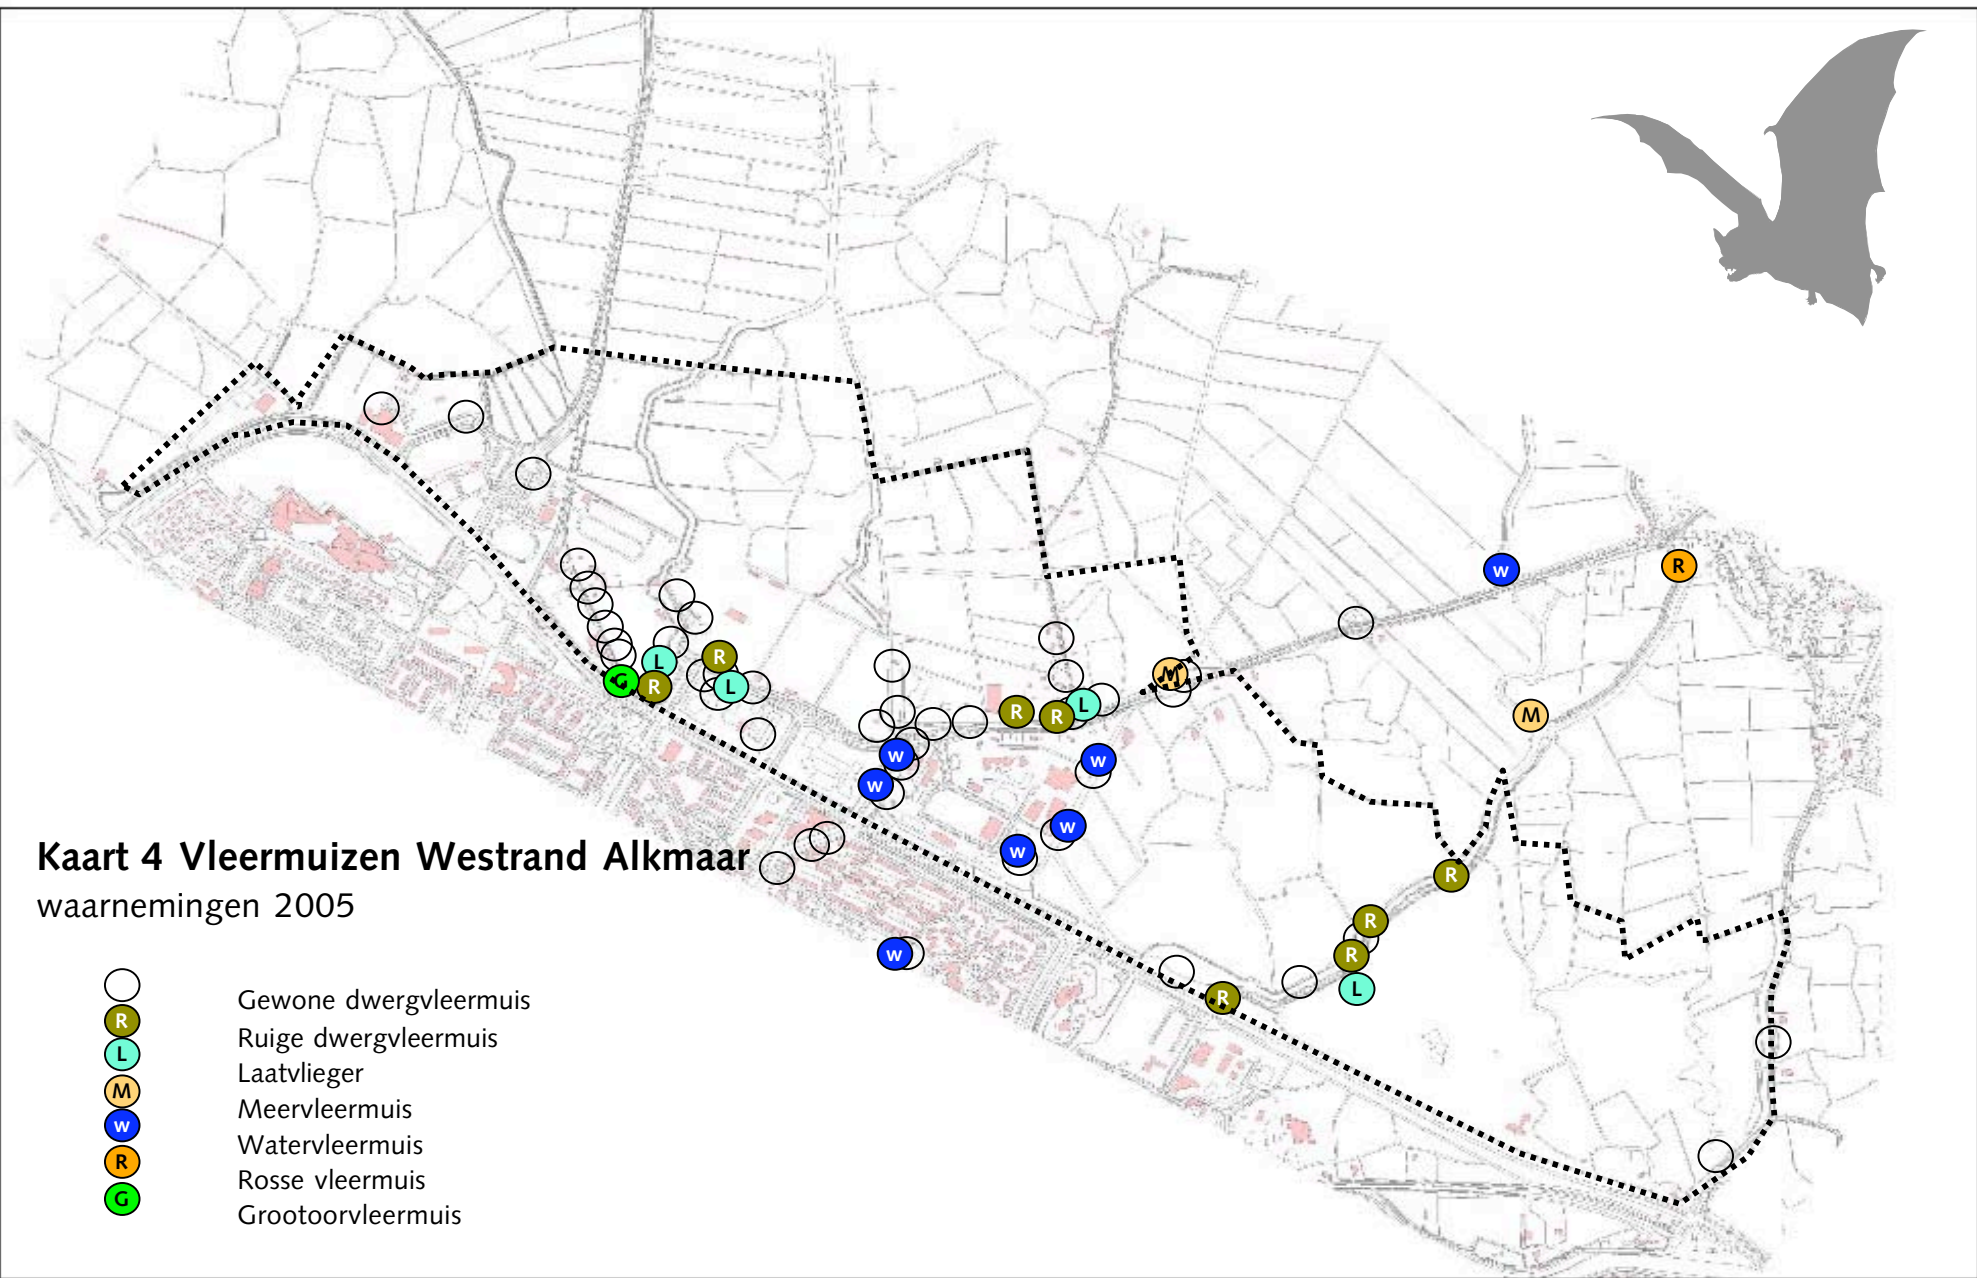 R
w
M
L
R
G
R
L
M
R
R
L
w
w
w
w
w
R
R
R
L
w
R
Kaart 4 Vleermuizen Westrand Alkmaar
waarnemingen 2005
Gewone dwergvleermuis
R Ruige dwergvleermuis
L Laatvlieger
M Meervleermuis
w Watervleermuis
R Rosse vleermuis
G Grootoorvleermuis